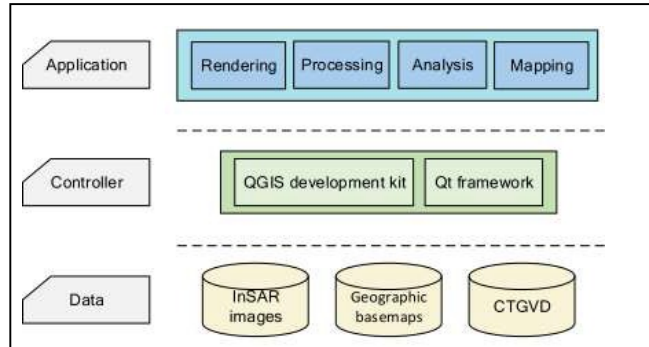 Application
Rendering
Processing
Analysis
Mapping
Controller
QGIS development kit
Qt framework
Data
InSAR
images
Geographic
basemaps
CTGVD